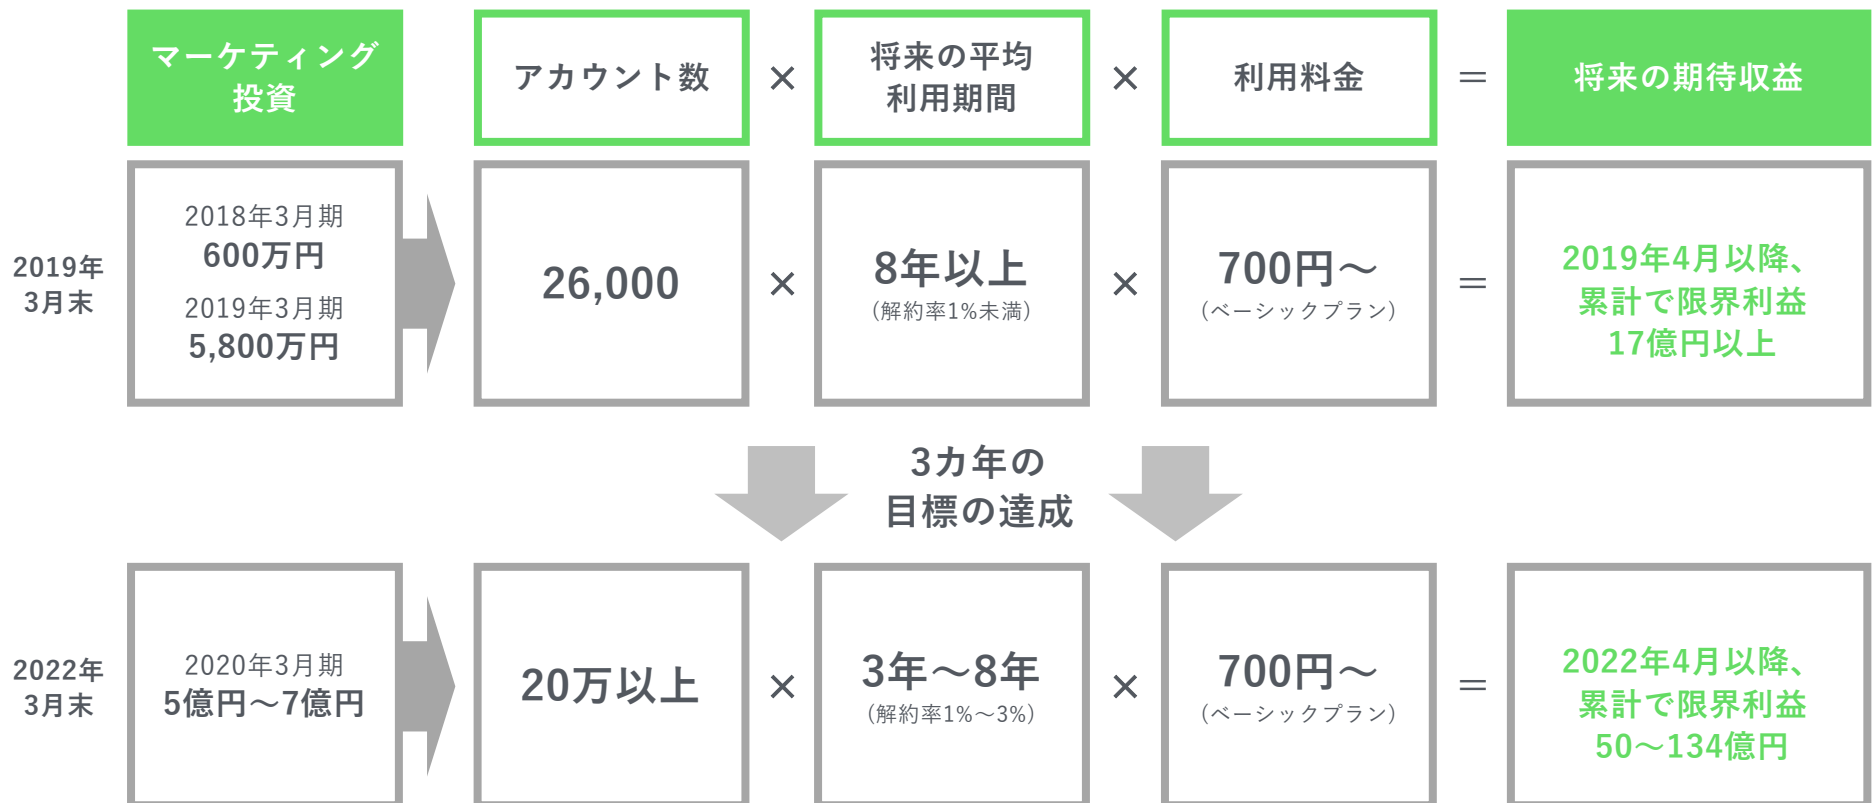 マーケティング
投資
アカウント数
×
将来の平均
利用期間
×
利用料金
=
将来の期待収益
2019年
3月末
2018年3月期
600万円
2019年3月期
5,800万円
26,000
×
8年以上
(解約率1%未満)
×
700円〜
(ベーシックプラン)
=
2019年4月以降、
累計で限界利益
17億円以上
3カ年の
目標の達成
2022年
3月末
2020年3月期
5億円〜7億円
20万以上
×
3年〜8年
(解約率1%〜3%)
×
700円〜
(ベーシックプラン)
=
2022年4月以降、
累計で限界利益
50〜134億円